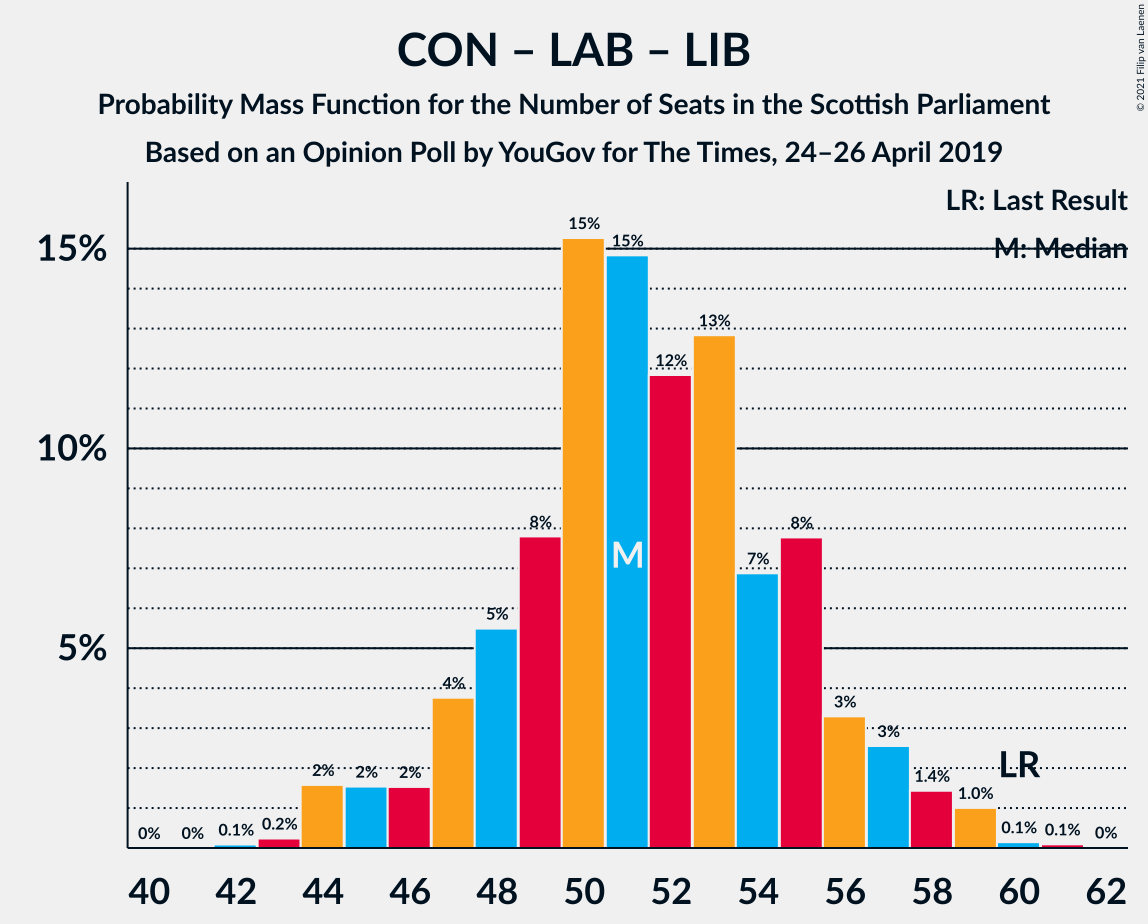 CON – LAB – LIB
Probability Mass Function for the Number of Seats in the Scottish Parliament
Based on an Opinion Poll by YouGov for The Times, 24–26 April 2019
© 2021 Filip van Laenen
LR: Last Result
M: Median
15%
10%
5%
0%
0%
0.1%
0.2%
2%
2%
2%
4%
5%
8%
15%
15%
12%
13%
7%
8%
3%
3%
1.4%
1.0%
0.1%
0.1%
0%
M
LR
40 42 44 46 48 50 52 54 56 58 60 62